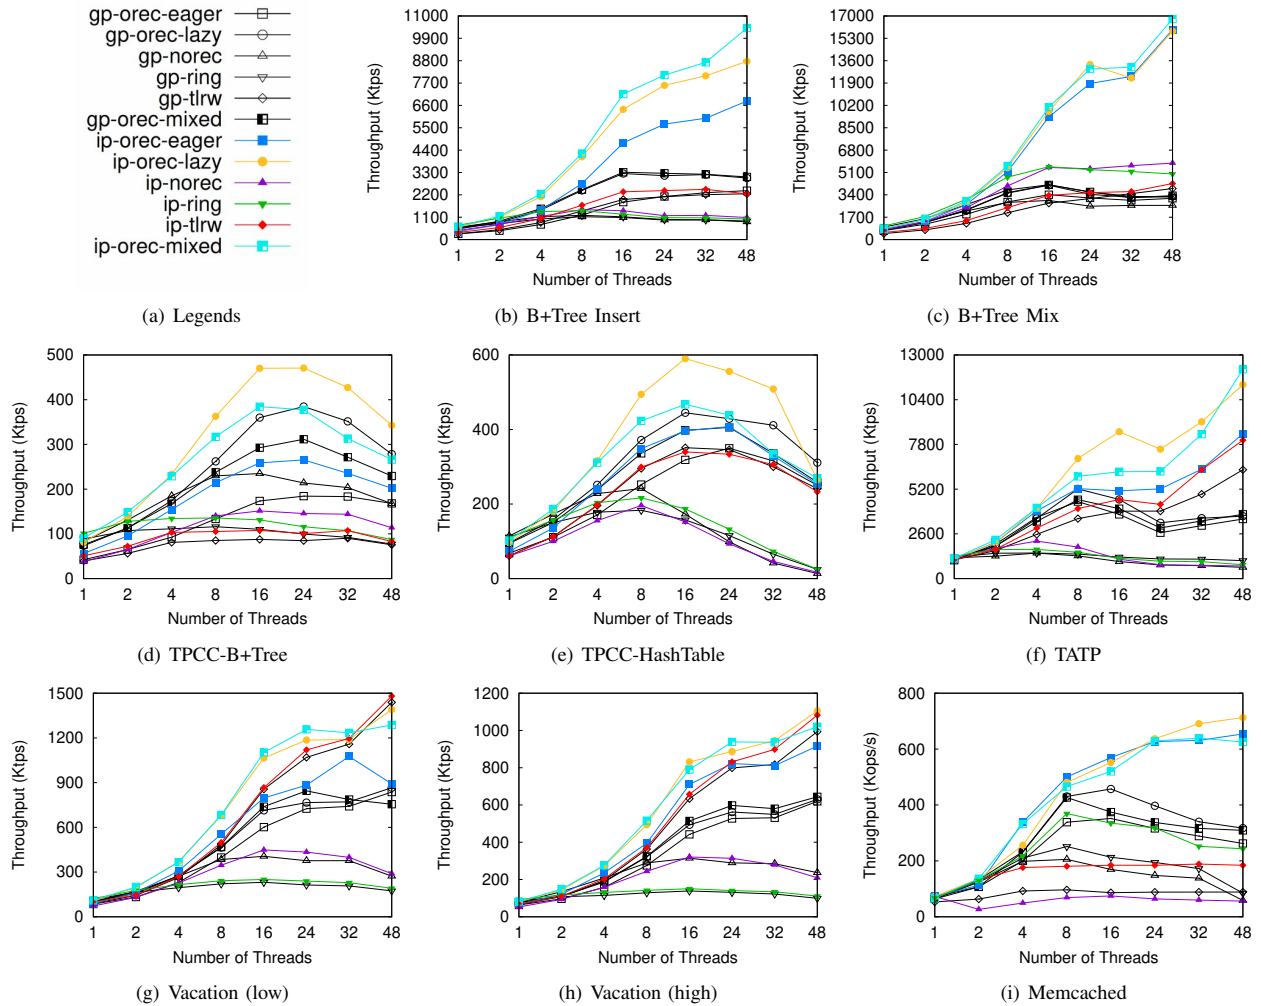 gp-orec-eager
gp-orec-lazy
gp-norec
gp-ring
gp-tlrw
gp-orec-mixed
ip-orec-eager
ip-orec-lazy
ip-norec
ip-ring
ip-tlrw
ip-orec-mixed
(a) Legends
Throughput (Ktps)
11000
9900
8800
7700
6600
5500
4400
3300
2200
1100
0
1 2 4 8 16 24 32 48
Number of Threads
(b) B+Tree Insert
Throughput (Ktps)
17000
15300
13600
11900
10200
8500
6800
5100
3400
1700
0
1 2 4 8 16 24 32 48
Number of Threads
(c) B+Tree Mix
Throughput (Ktps)
500
400
300
200
100
0
1 2 4 8 16 24 32 48
Number of Threads
(d) TPCC-B+Tree
Throughput (Ktps)
600
400
200
0
1 2 4 8 16 24 32 48
Number of Threads
(e) TPCC-HashTable
Throughput (Ktps)
13000
10400
7800
5200
2600
0
1 2 4 8 16 24 32 48
Number of Threads
(f) TATP
Throughput (Ktps)
1500
1200
900
600
300
0
1 2 4 8 16 24 32 48
Number of Threads
(g) Vacation (low)
Throughput (Ktps)
1200
1000
800
600
400
200
0
1 2 4 8 16 24 32 48
Number of Threads
(h) Vacation (high)
Throughput (Kops/s)
800
600
400
200
0
1 2 4 8 16 24 32 48
Number of Threads
(i) Memcached